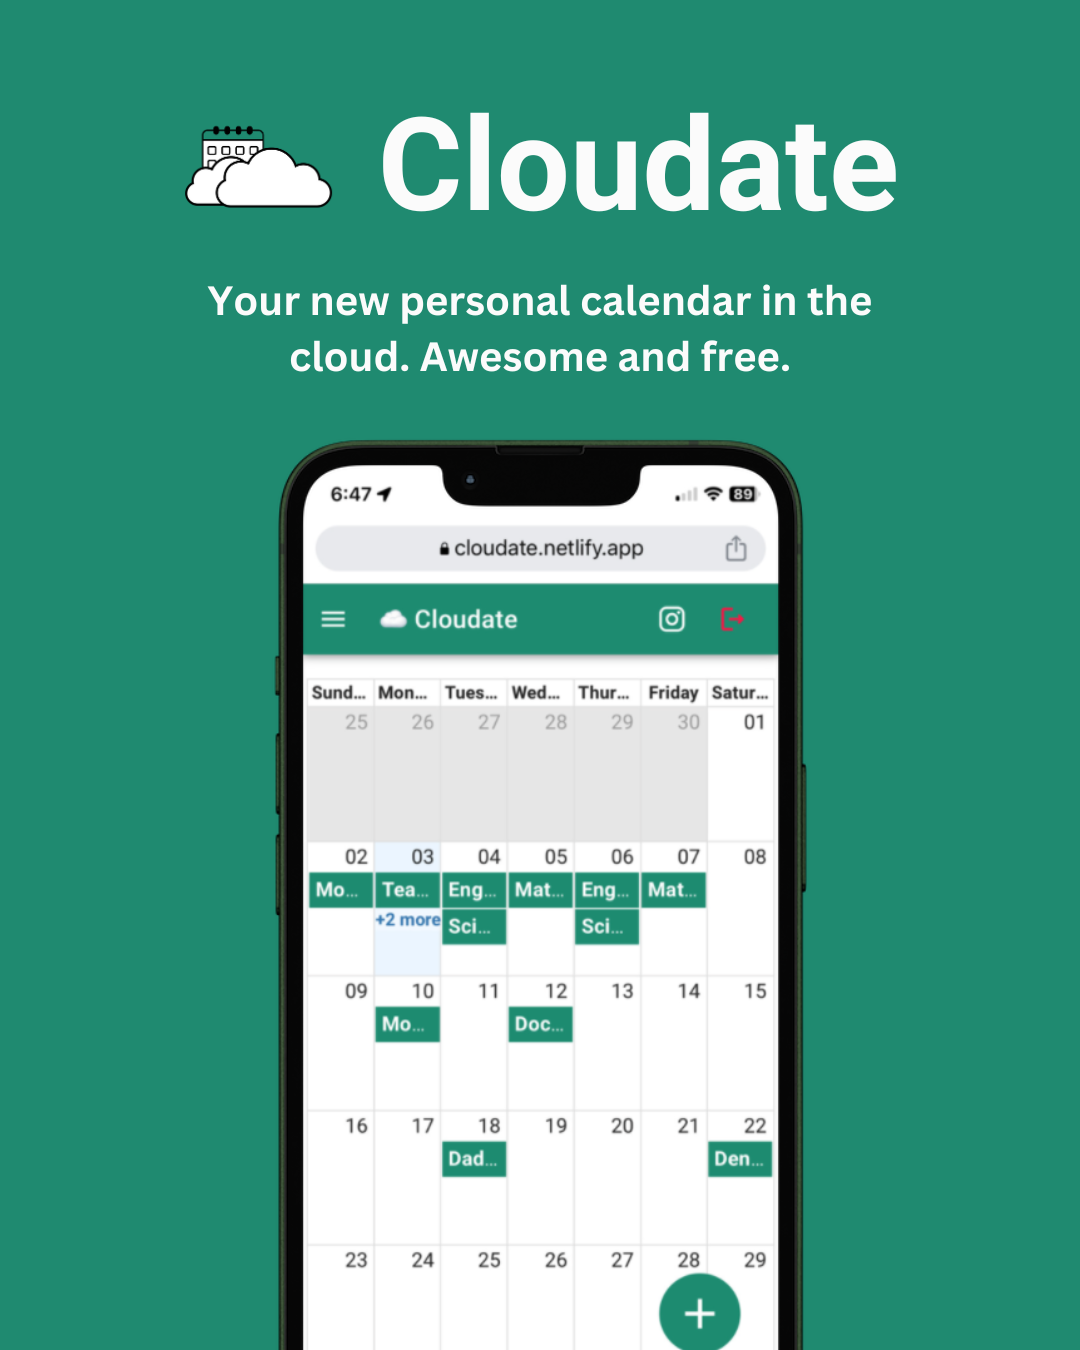 Cloudate
Your new personal calendar in the
cloud. Awesome and free.
6:47
89
cloudate.netlify.app
Cloudate
Sund... Mon... Tues... Wed... Thur... Friday Satur...
25 26 27 28 29 30 01
02 03 04 05 06 07 08
Mo... Tea... Eng... Mat... Eng... Mat...
+2 more Sci... Sci...
09 10 11 12 13 14 15
Mo... Doc...
16 17 18 19 20 21 22
Dad... Den...
23 24 25 26 27 28 29
+